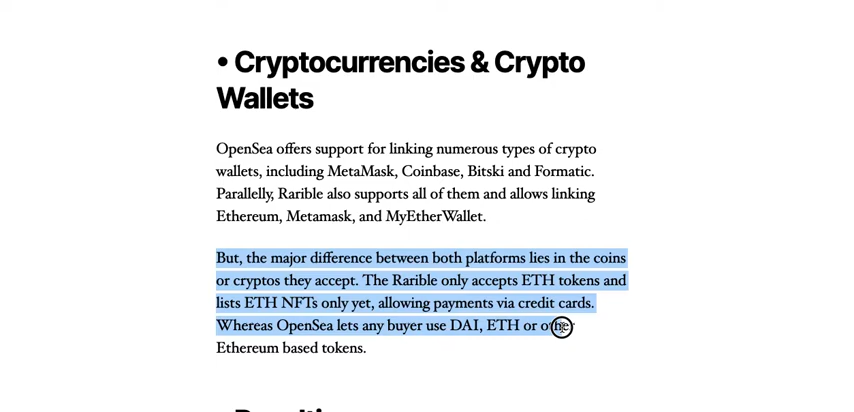 • Cryptocurrencies & Crypto
Wallets
OpenSea offers support for linking numerous types of crypto
wallets, including MetaMask, Coinbase, Bitski and Formatic.
Parallelly, Rarible also supports all of them and allows linking
Ethereum, Metamask, and MyEtherWallet.
But, the major difference between both platforms lies in the coins
or cryptos they accept. The Rarible only accepts ETH tokens and
lists ETH NFTs only yet, allowing payments via credit cards.
Whereas OpenSea lets any buyer use DAI, ETH or other
Ethereum based tokens.